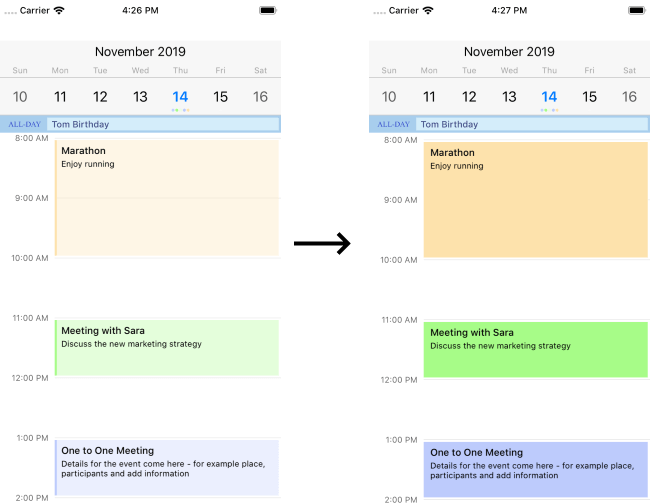 Carrier 4:26 PM
November 2019
Sun Mon Tue Wed Thu Fri Sat
10 11 12 13 14 15 16
ALL-DAY Tom Birthday
8:00 AM
Marathon
Enjoy running
9:00 AM
10:00 AM
11:00 AM
Meeting with Sara
Discuss the new marketing strategy
12:00 PM
1:00 PM
One to One Meeting
Details for the event come here - for example place,
participants and add information
2:00 PM
Carrier 4:27 PM
November 2019
Sun Mon Tue Wed Thu Fri Sat
10 11 12 13 14 15 16
ALL-DAY Tom Birthday
8:00 AM
Marathon
Enjoy running
9:00 AM
10:00 AM
11:00 AM
Meeting with Sara
Discuss the new marketing strategy
12:00 PM
1:00 PM
One to One Meeting
Details for the event come here - for example place,
participants and add information
2:00 PM